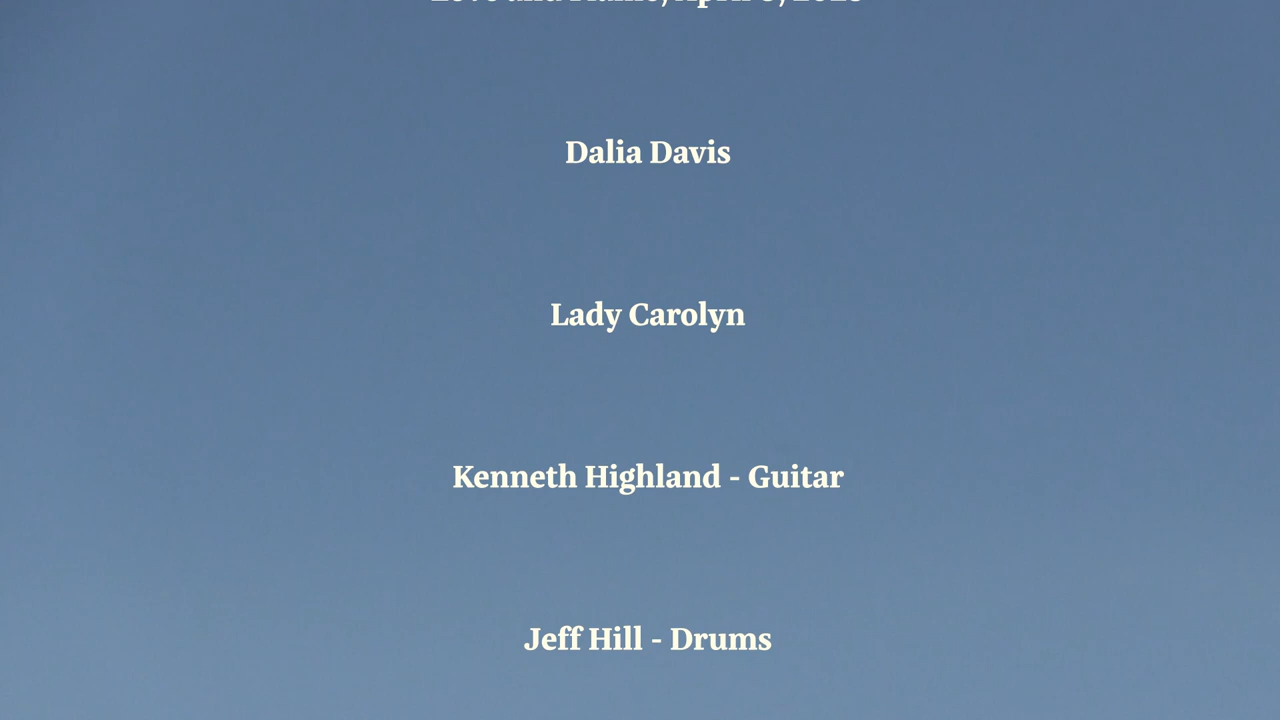 Dalia Davis
Lady Carolyn
Kenneth Highland - Guitar
Jeff Hill - Drums